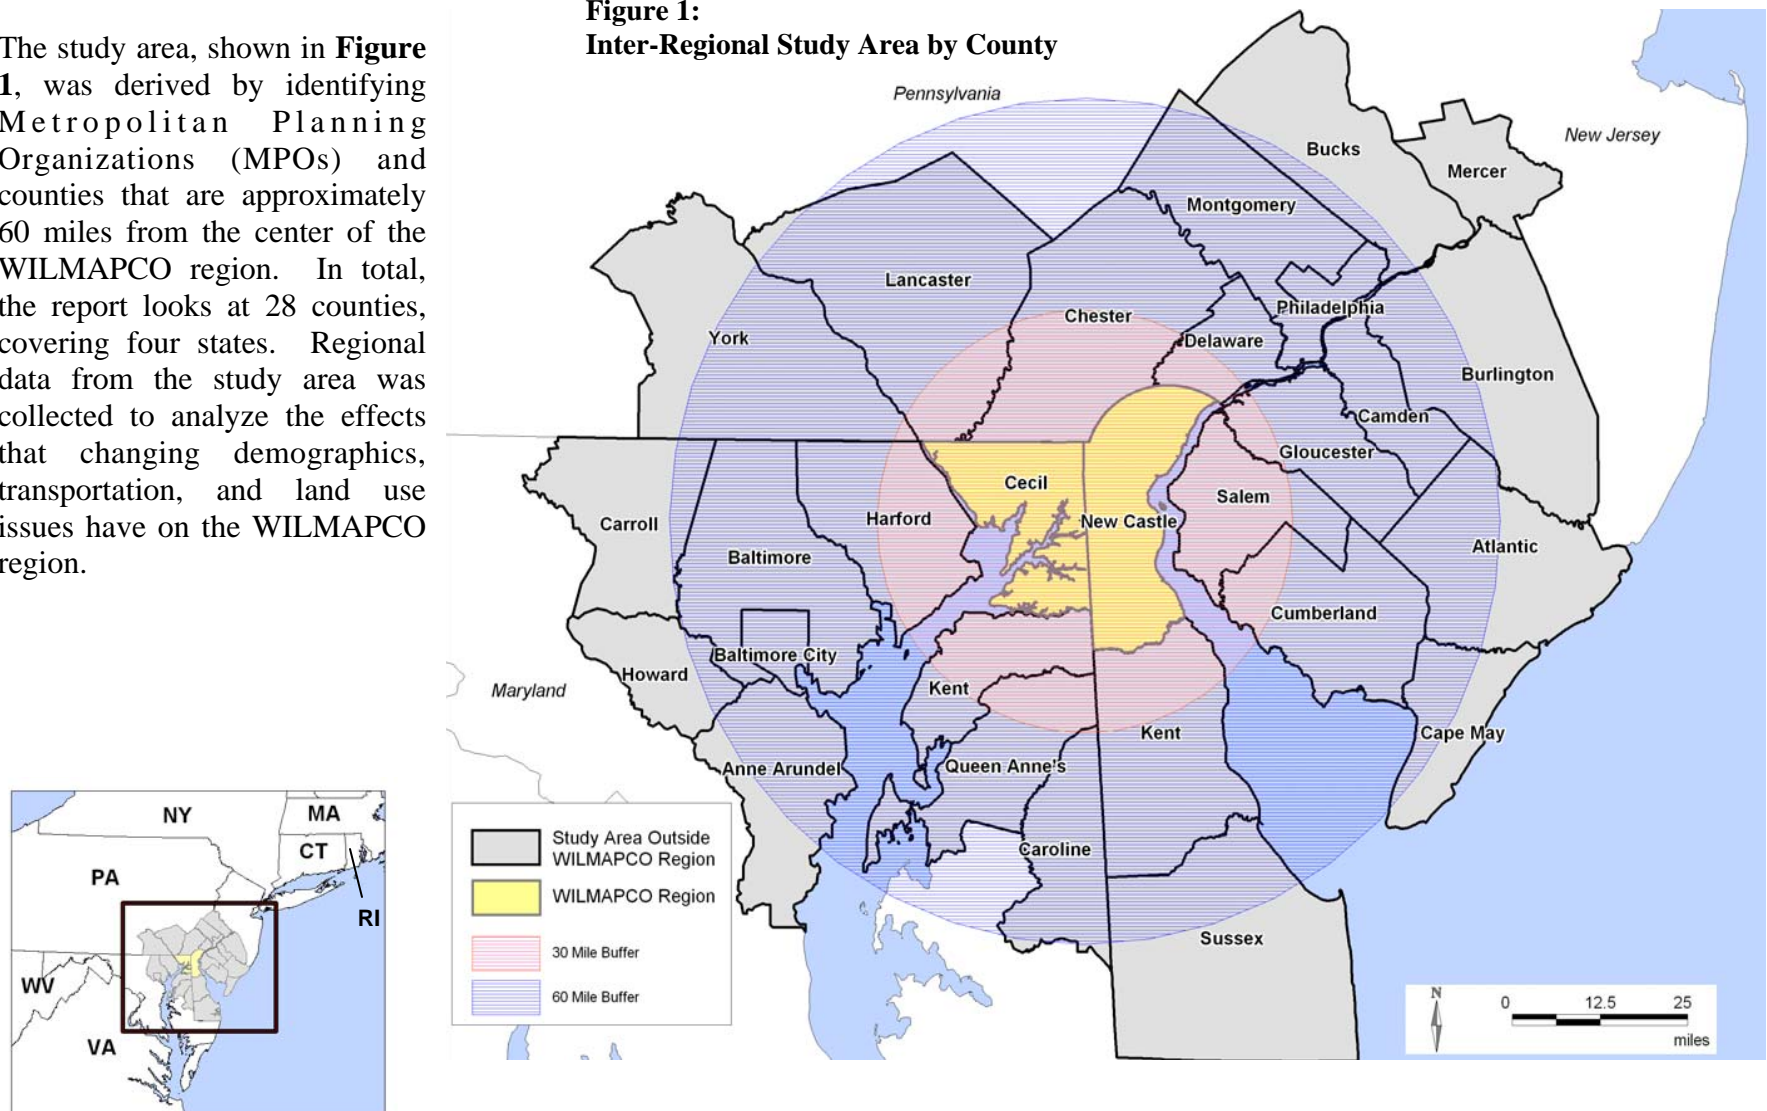 The study area, shown in Figure
1, was derived by identifying
Metropolitan Planning
Organizations (MPOs) and
counties that are approximately
60 miles from the center of the
WILMAPCO region. In total,
the report looks at 28 counties,
covering four states. Regional
data from the study area was
collected to analyze the effects
that changing demographics,
transportation, and land use
issues have on the WILMAPCO
region.
Figure 1:
Inter-Regional Study Area by County
Pennsylvania
New Jersey
Bucks
Mercer
Montgomery
Lancaster
Philadelphia
Chester
York
Delaware
Burlington
Camden
Gloucester
Cecil
Salem
Harford
New Castle
Carroll
Atlantic
Baltimore
Cumberland
Baltimore City
Howard
Maryland
Kent
Kent
Cape May
Anne Arundel
Queen Anne's
Caroline
Sussex
Study Area Outside
WILMAPCO Region
WILMAPCO Region
30 Mile Buffer
60 Mile Buffer
N
0 12.5 25
miles
NY
MA
CT
PA
RI
WV
VA